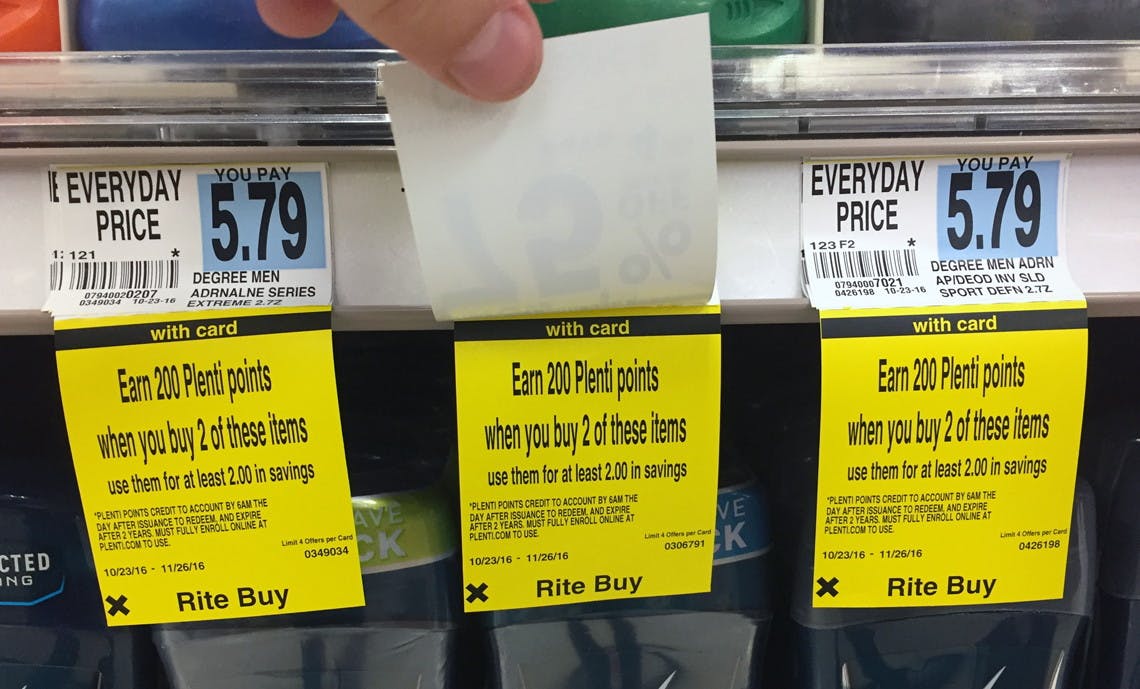 E EVERYDAY
PRICE
YOU PAY
5.79
121 *
07940020207
0349034 10-23-16
DEGREE MEN
ADRNALNE SERIES
EXTREME 2.7Z
with card
Earn 200 Plenti points
when you buy 2 of these items
use them for at least 2.00 in savings
*PLENTI POINTS CREDIT TO ACCOUNT BY 6AM THE
DAY AFTER ISSUANCE TO REDEEM, AND EXPIRE
AFTER 2 YEARS. MUST FULLY ENROLL ONLINE AT
PLENTI.COM TO USE.
Limit 4 Offers per Card
0349034
10/23/16 - 11/26/16
Rite Buy
with card
Earn 200 Plenti points
when you buy 2 of these items
use them for at least 2.00 in savings
*PLENTI POINTS CREDIT TO ACCOUNT BY 6AM THE
DAY AFTER ISSUANCE TO REDEEM, AND EXPIRE
AFTER 2 YEARS. MUST FULLY ENROLL ONLINE AT
PLENTI.COM TO USE.
Limit 4 Offers per Card
0306791
10/23/16 - 11/26/16
Rite Buy
EVERYDAY
PRICE
YOU PAY
5.79
123 F2 *
07940007021
0426198 10-23-16
DEGREE MEN ADRN
AP/DEOD INV SLD
SPORT DEFN 2.7Z
with card
Earn 200 Plenti points
when you buy 2 of these items
use them for at least 2.00 in savings
*PLENTI POINTS CREDIT TO ACCOUNT BY 6AM THE
DAY AFTER ISSUANCE TO REDEEM, AND EXPIRE
AFTER 2 YEARS. MUST FULLY ENROLL ONLINE AT
PLENTI.COM TO USE.
Limit 4 Offers per Card
0426198
10/23/16 - 11/26/16
Rite Buy
CTED
NG
AVE
CK
VE
CK